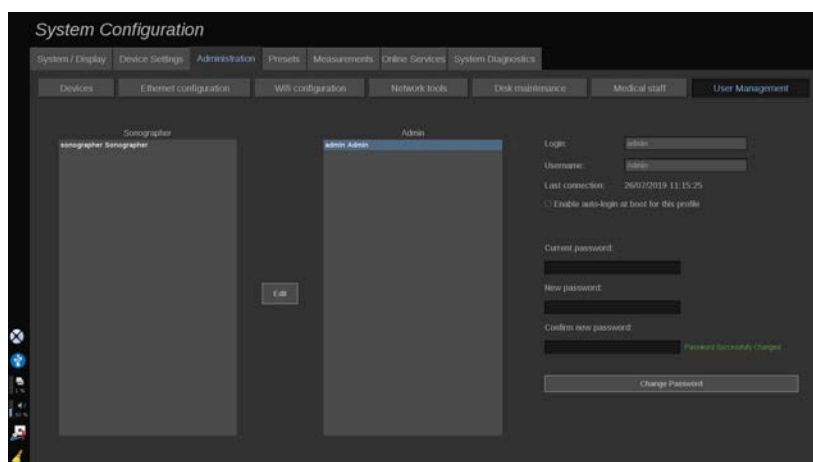 System Configuration
System / Display Device Settings Administration Presets Measurements Online Services System Diagnostics
Devices Ethernet configuration Wifi configuration Network tools Disk maintenance Medical staff User Management
Sonographer Admin
sonographer Sonographer admin Admin
Login: admin
Username: Admin
Last connection: 26/07/2019 11:15:25
Enable auto-login at boot for this profile
Current password:
Edit
New password:
Confirm new password:
Password Successfully Changed
Change Password